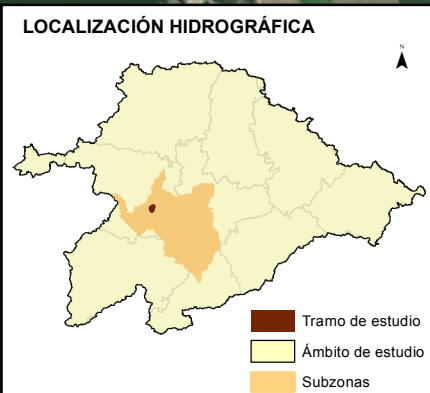 LOCALIZACIÓN HIDROGRÁFICA
N
Tramo de estudio
Ámbito de estudio
Subzonas